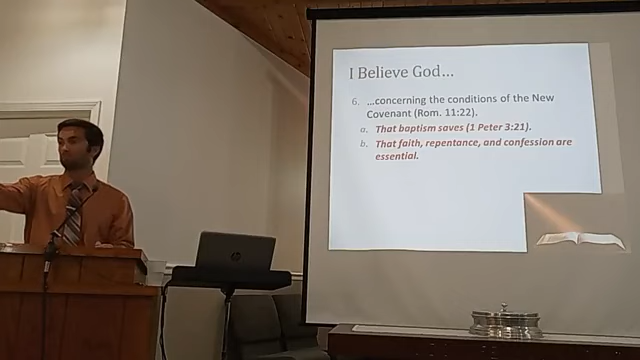 I Believe God...
6. ...concerning the conditions of the New
Covenant (Rom. 11:22).
a. That baptism saves (1 Peter 3:21).
b. That faith, repentance, and confession are
essential.
hp